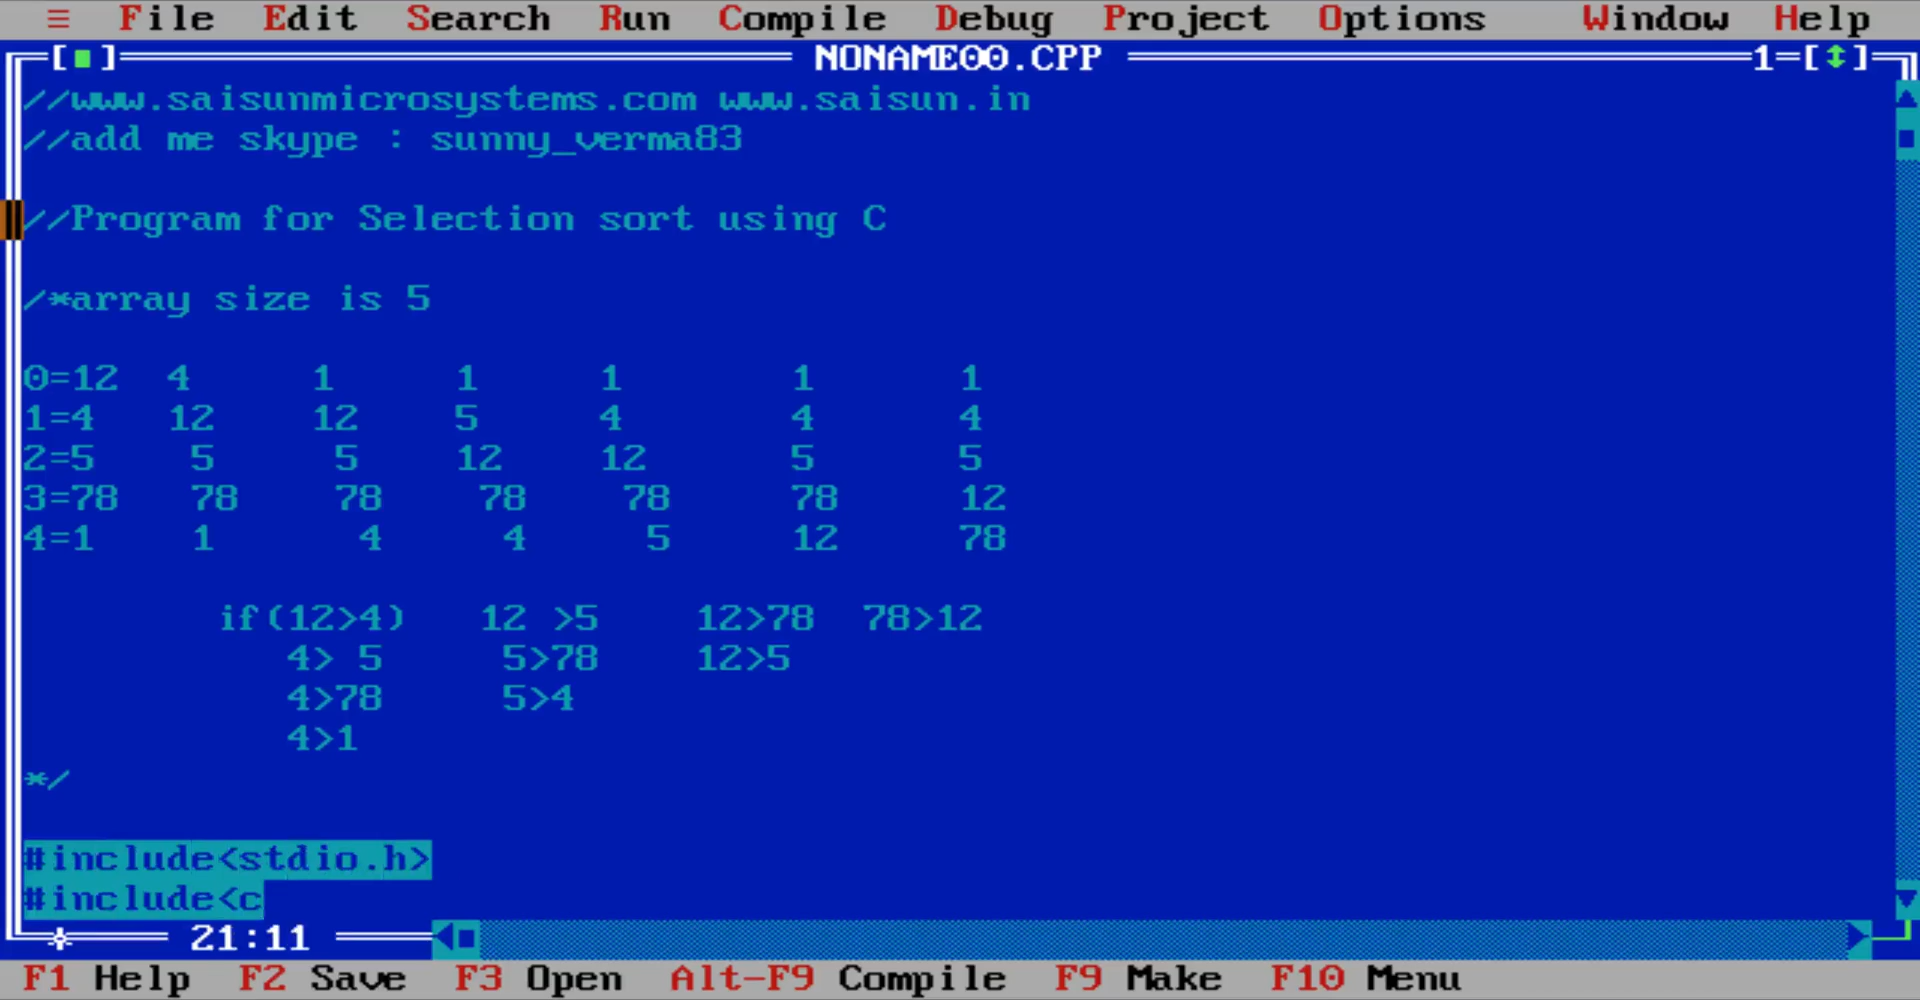 ≡ File Edit Search Run Compile Debug Project Options Window Help
[■] NONAME00.CPP 1=[↕]
//www.saisunmicrosystems.com www.saisun.in
//add me skype : sunny_verma83
//Program for Selection sort using C
/*array size is 5
0=12 4 1 1 1 1 1
1=4 12 12 5 4 4 4
2=5 5 5 12 12 5 5
3=78 78 78 78 78 78 12
4=1 1 4 4 5 12 78
if(12>4) 12 >5 12>78 78>12
4> 5 5>78 12>5
4>78 5>4
4>1
*/
#include<stdio.h>
#include<c
21:11
F1 Help F2 Save F3 Open Alt-F9 Compile F9 Make F10 Menu